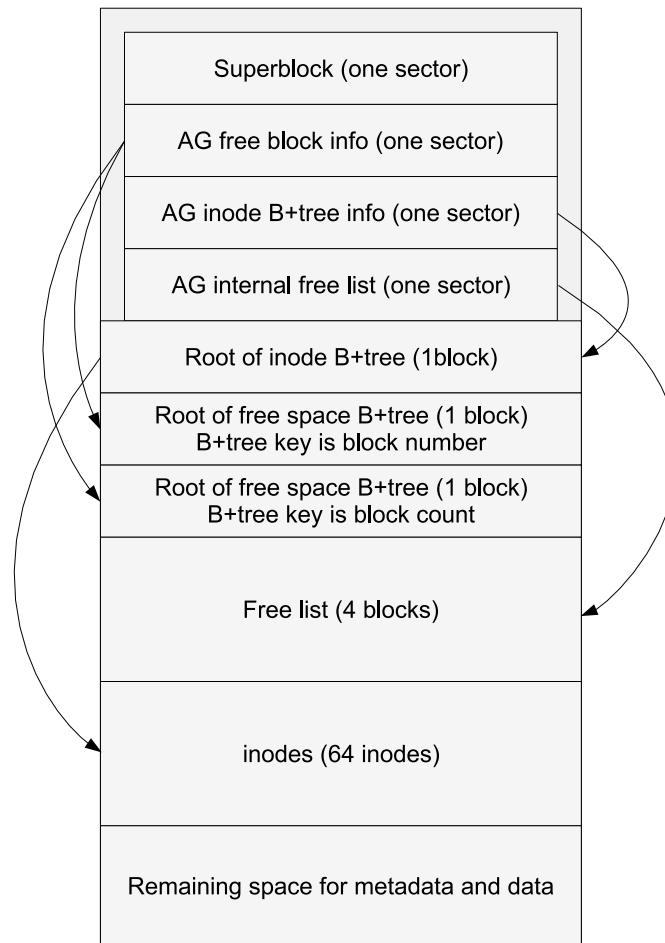 Superblock (one sector)
AG free block info (one sector)
AG inode B+tree info (one sector)
AG internal free list (one sector)
Root of inode B+tree (1block)
Root of free space B+tree (1 block)
B+tree key is block number
Root of free space B+tree (1 block)
B+tree key is block count
Free list (4 blocks)
inodes (64 inodes)
Remaining space for metadata and data